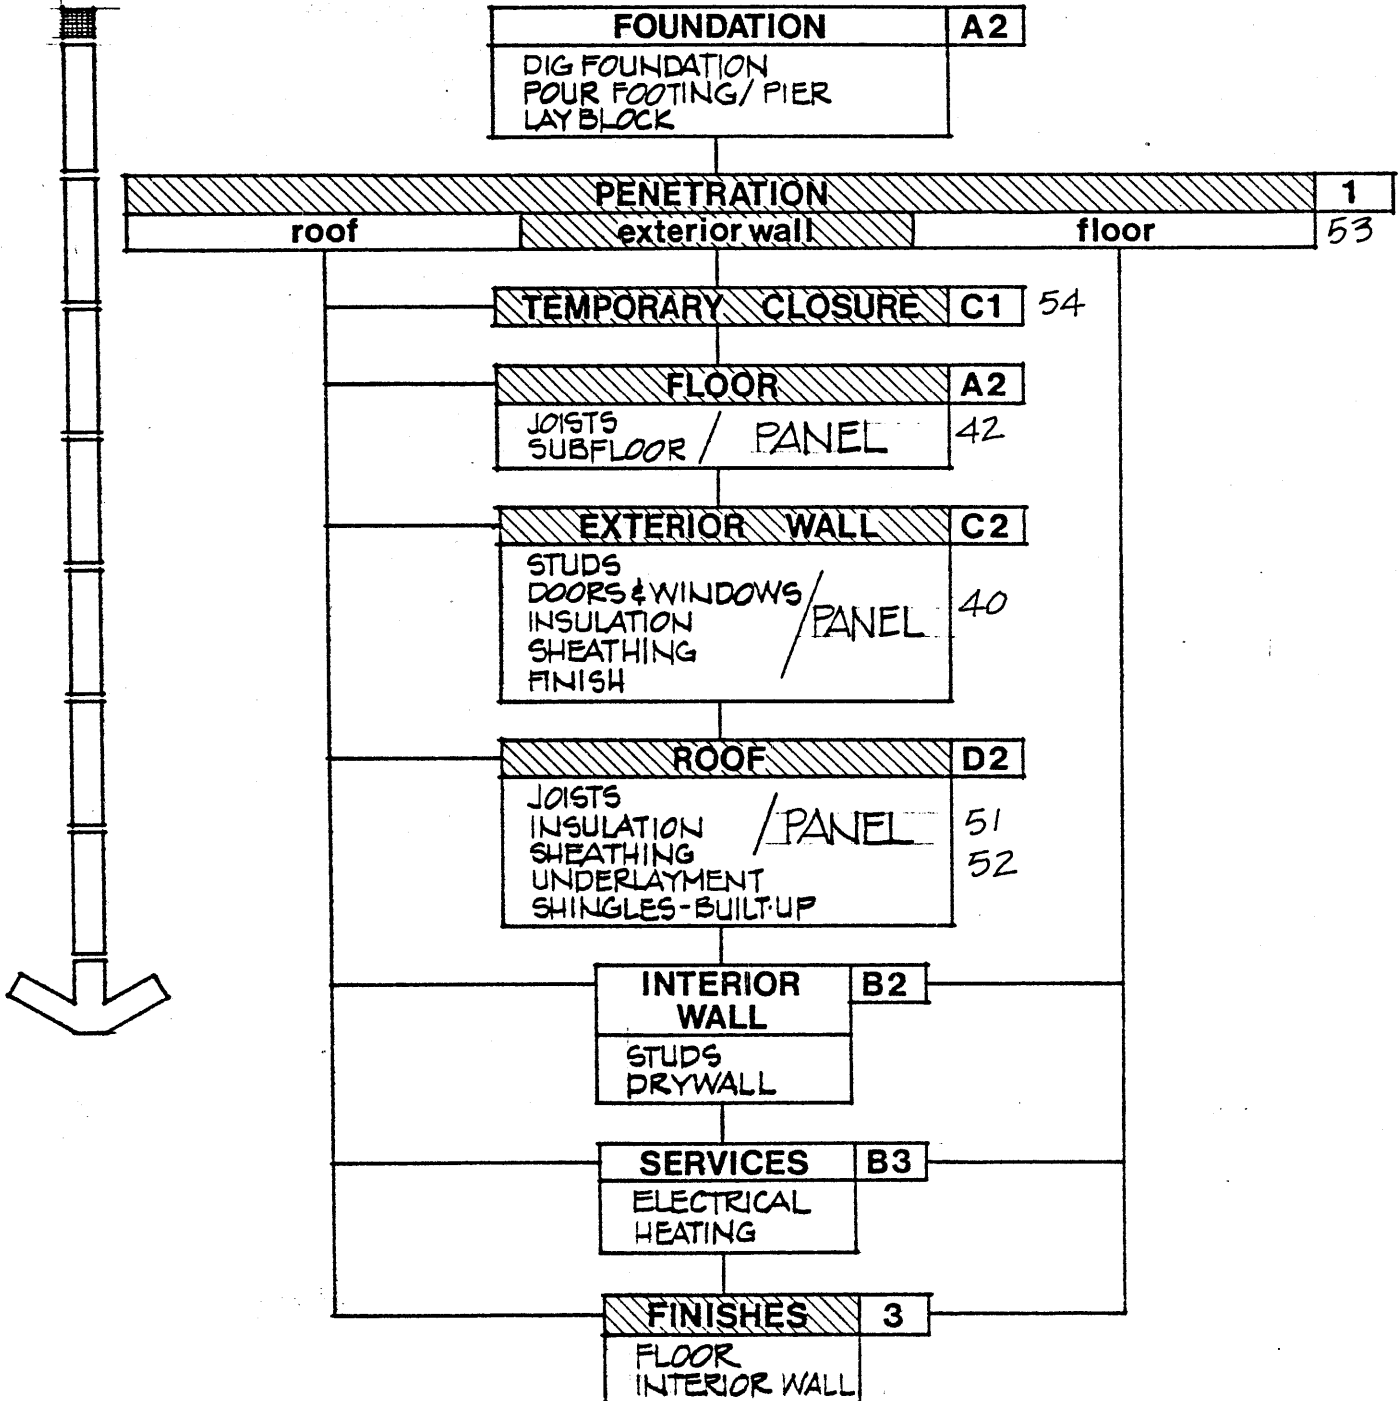 FOUNDATION A2
DIG FOUNDATION
POUR FOOTING/PIER
LAY BLOCK
PENETRATION 1
roof exterior wall floor 53
TEMPORARY CLOSURE C1 54
FLOOR A2
JOISTS
SUBFLOOR / PANEL 42
EXTERIOR WALL C2
STUDS
DOORS & WINDOWS
INSULATION / PANEL 40
SHEATHING
FINISH
ROOF D2
JOISTS
INSULATION / PANEL 51
SHEATHING 52
UNDERLAYMENT
SHINGLES-BUILT-UP
INTERIOR B2
WALL
STUDS
DRYWALL
SERVICES B3
ELECTRICAL
HEATING
FINISHES 3
FLOOR
INTERIOR WALL